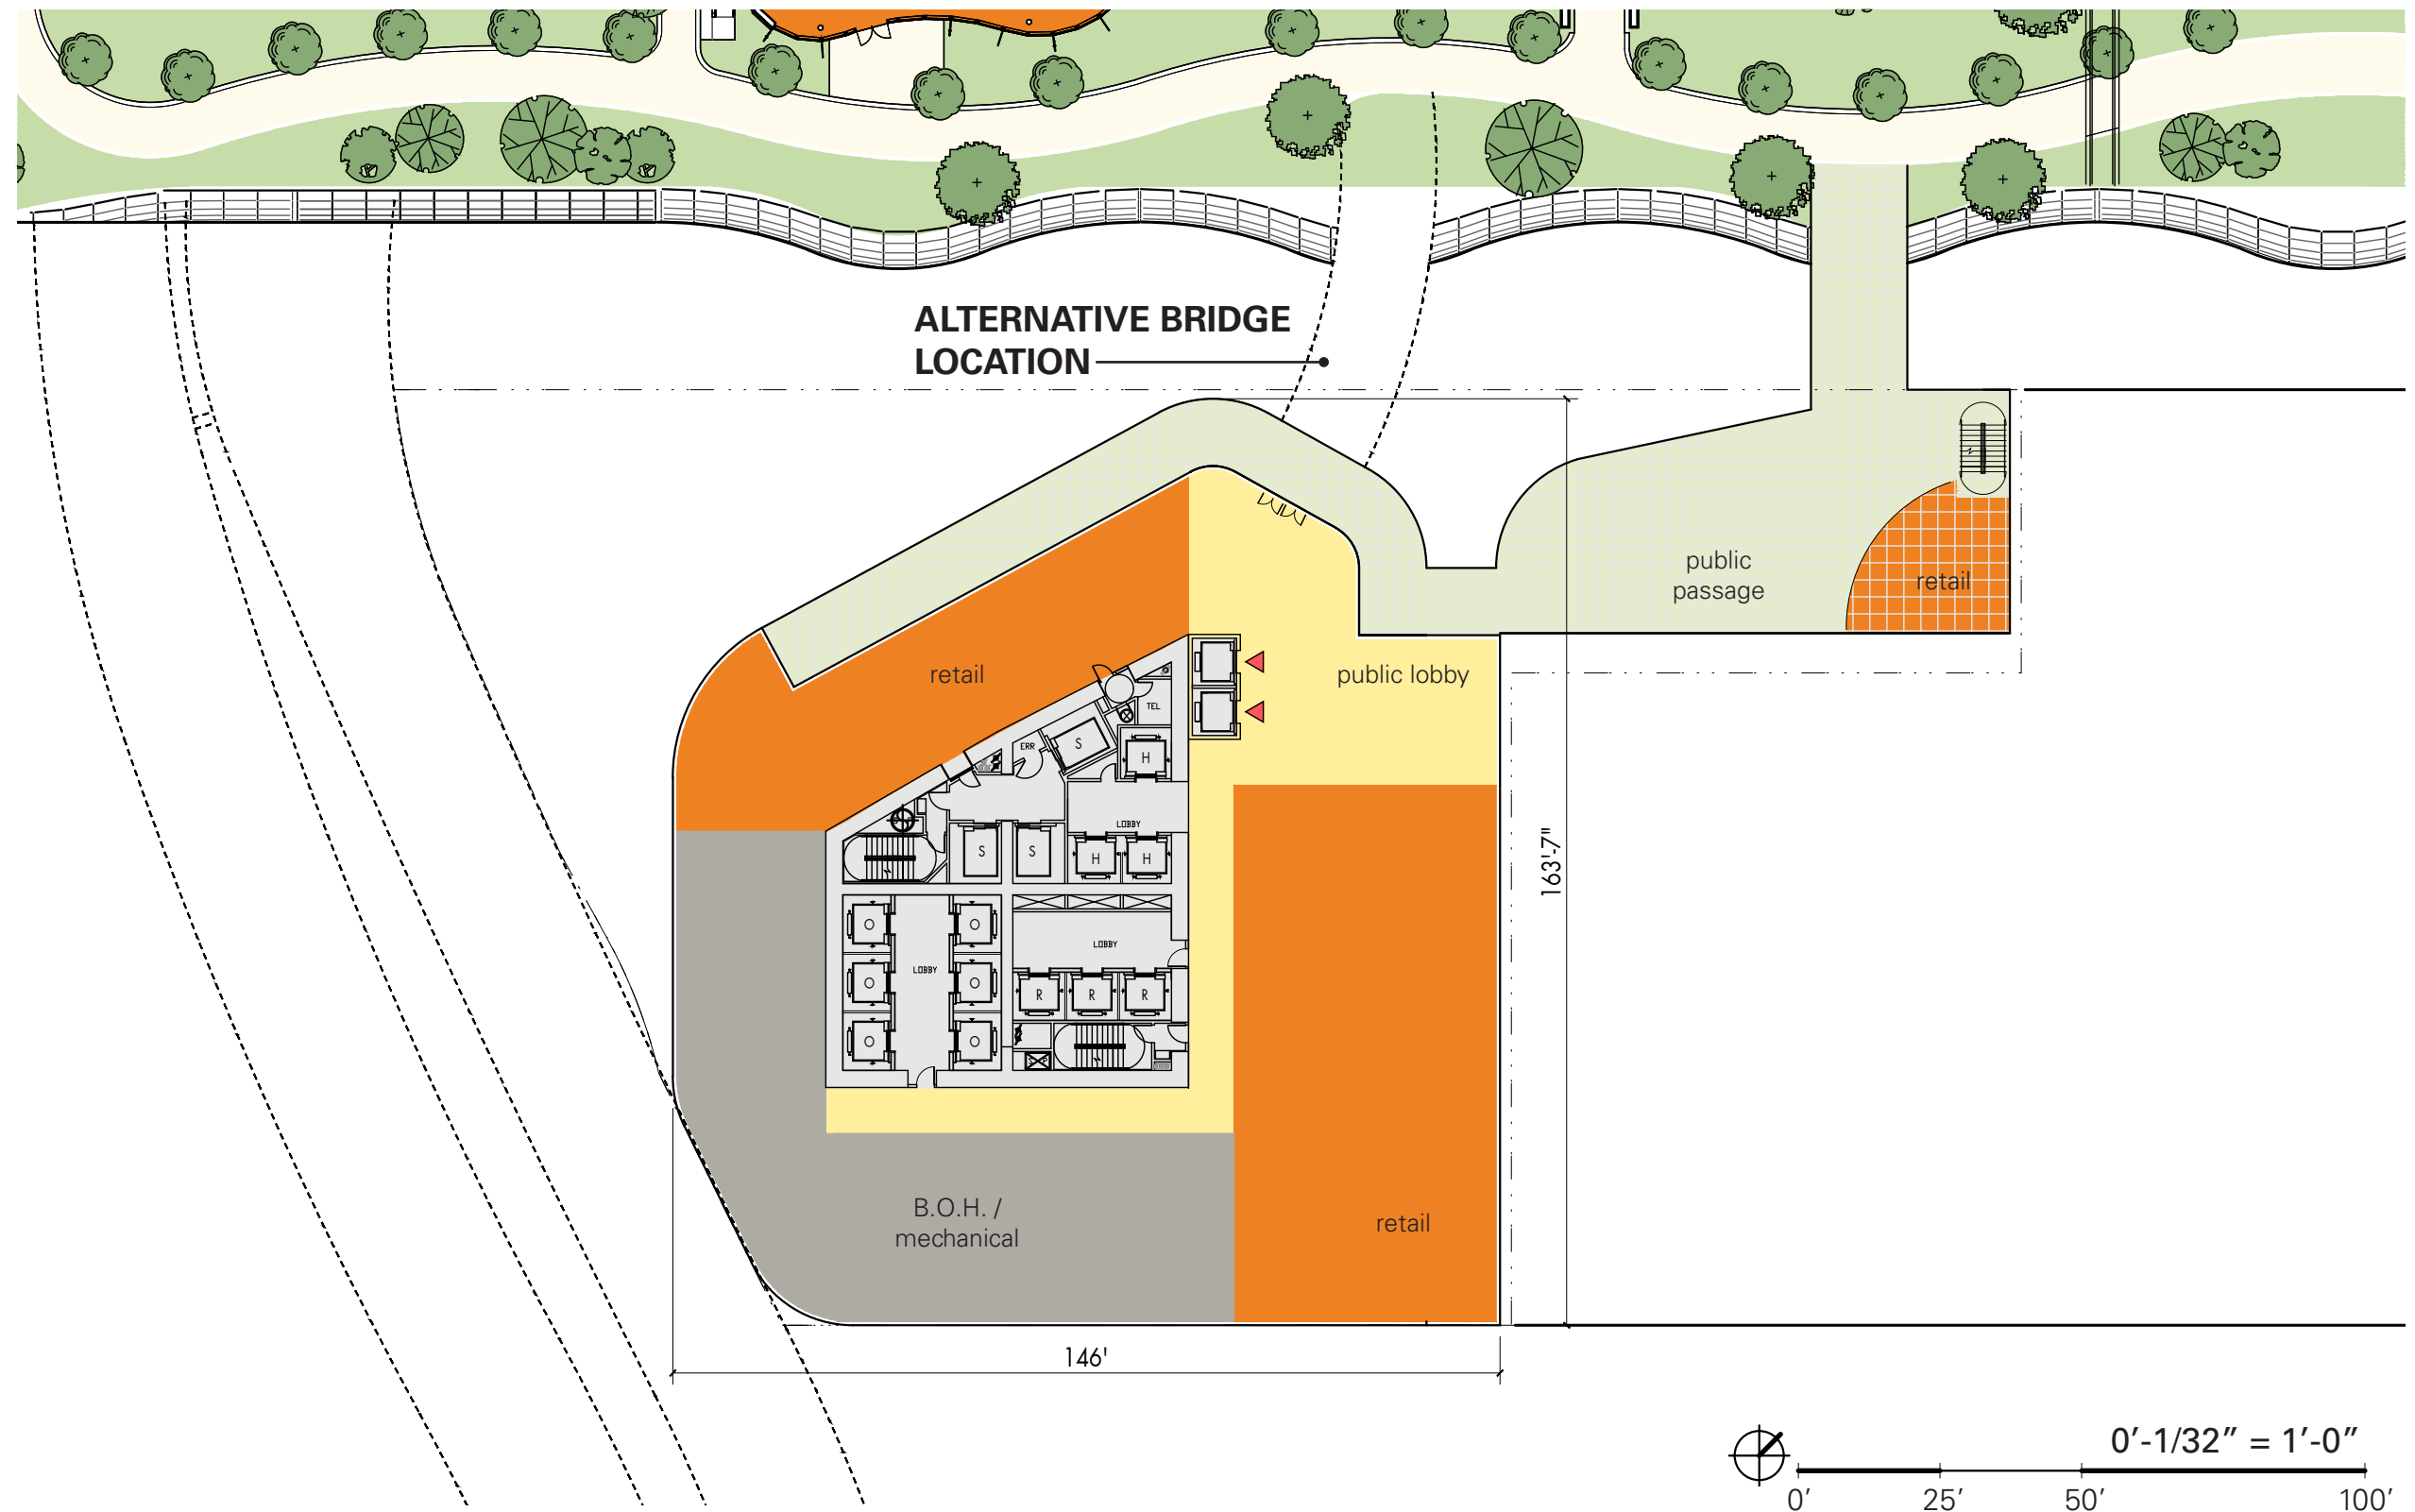 ALTERNATIVE BRIDGE
LOCATION
public
passage
retail
retail
public lobby
TEL
ERR
S
H
LOBBY
S
S
H
H
163'-7"
O
O
LOBBY
LOBBY
O
O
R
R
R
O
O
B.O.H. /
mechanical
retail
146'
0’-1/32” = 1’-0”
0’
25’
50’
100’